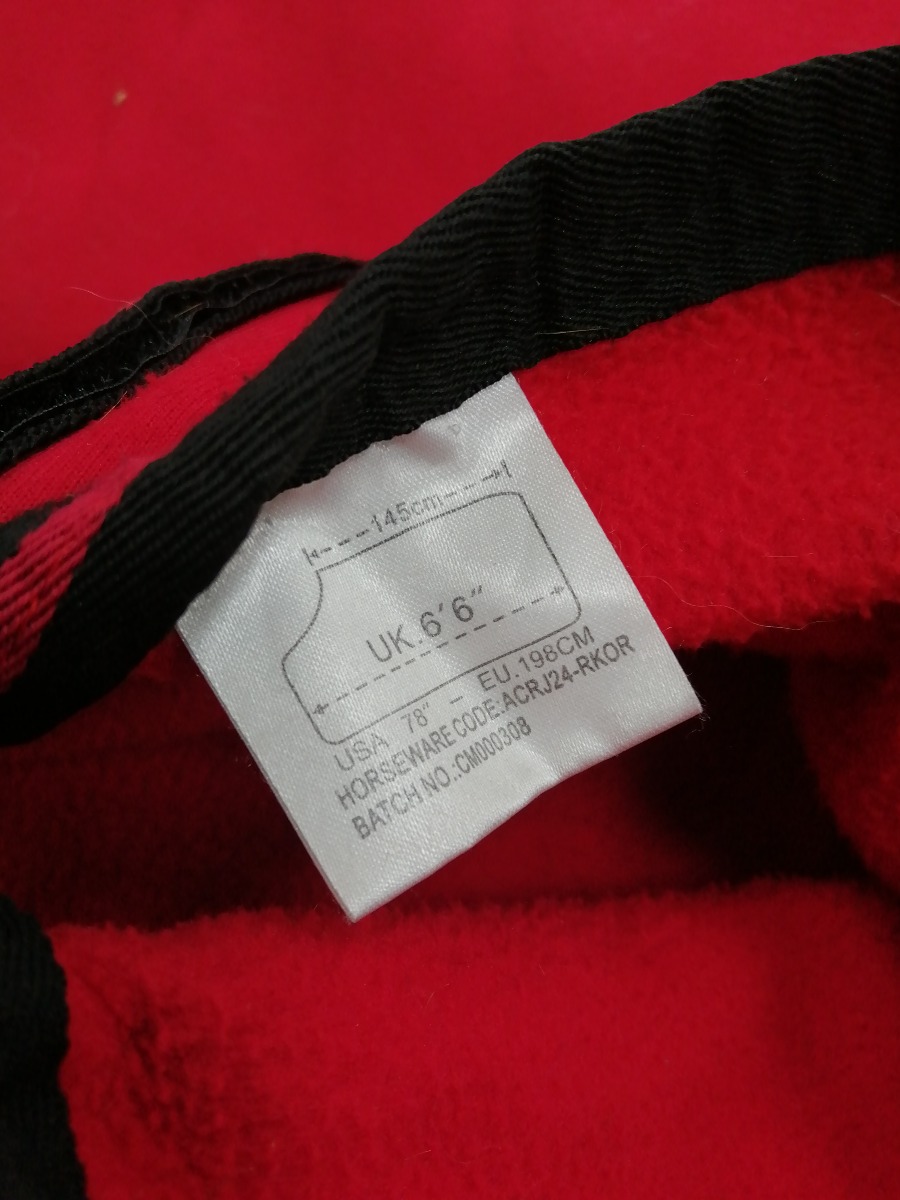 145cm
UK.6'6"
USA 78" - EU.198CM
HORSEWARE CODE:ACRJ24-RKOR
BATCH NO.:CM000308